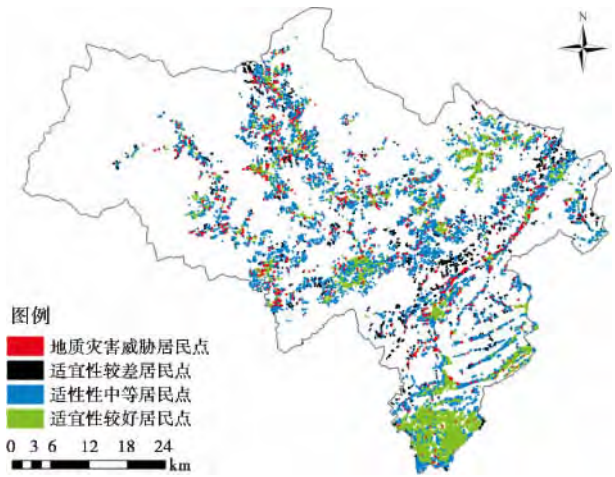 N
图例
地质灾害威胁居民点
适宜性较差居民点
适性性中等居民点
适宜性较好居民点
0 3 6 12 18 24
km